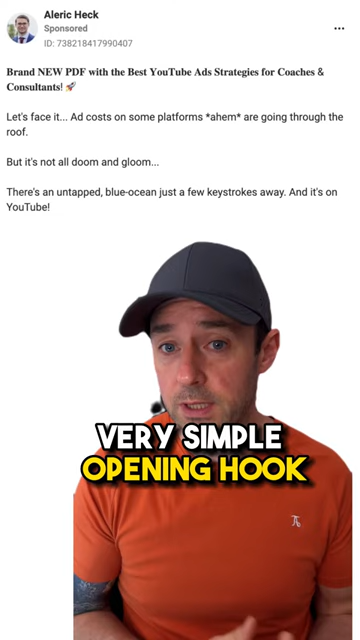 Aleric Heck
Sponsored
ID: 738218417990407
Brand NEW PDF with the Best YouTube Ads Strategies for Coaches &
Consultants! 🚀
Let's face it... Ad costs on some platforms *ahem* are going through the
roof.
But it's not all doom and gloom...
There's an untapped, blue-ocean just a few keystrokes away. And it's on
YouTube!
VERY SIMPLE
OPENING HOOK